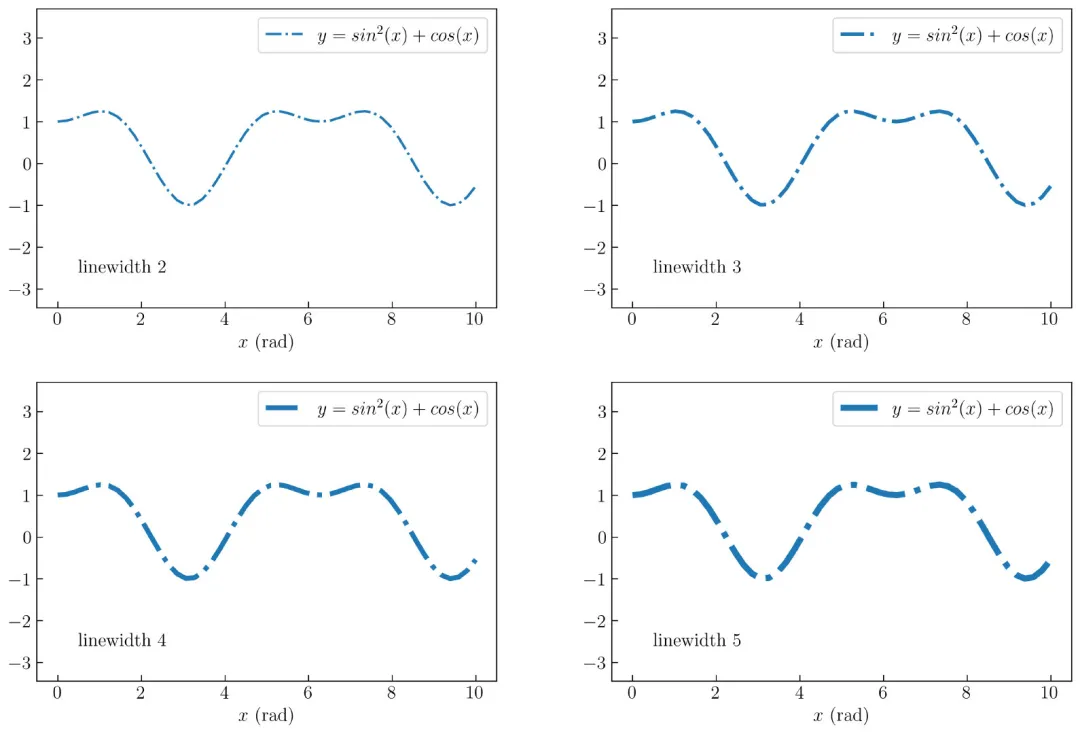 y = sin²(x) + cos(x)
3
2
1
0
−1
−2
−3
linewidth 2
0 2 4 6 8 10
x (rad)
y = sin²(x) + cos(x)
3
2
1
0
−1
−2
−3
linewidth 3
0 2 4 6 8 10
x (rad)
y = sin²(x) + cos(x)
3
2
1
0
−1
−2
−3
linewidth 4
0 2 4 6 8 10
x (rad)
y = sin²(x) + cos(x)
3
2
1
0
−1
−2
−3
linewidth 5
0 2 4 6 8 10
x (rad)